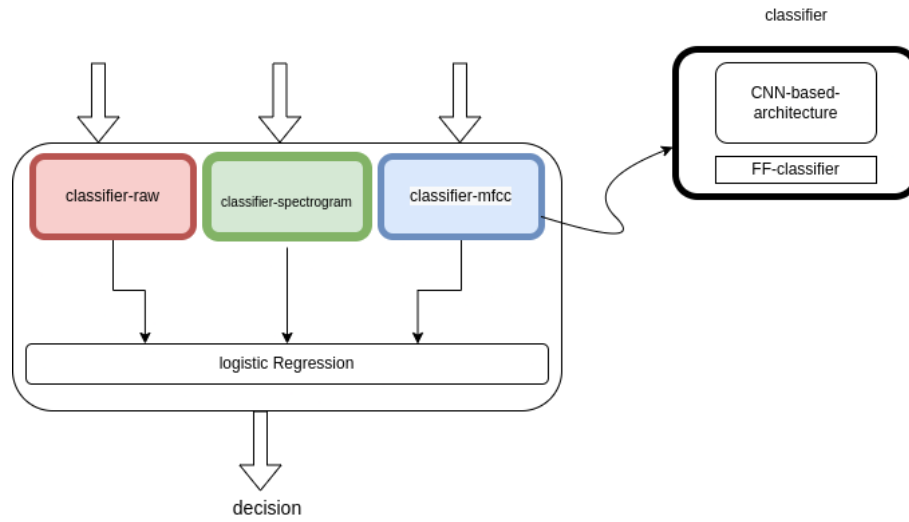 classifier
CNN-based-
architecture
FF-classifier
classifier-raw
classifier-spectrogram
classifier-mfcc
logistic Regression
decision